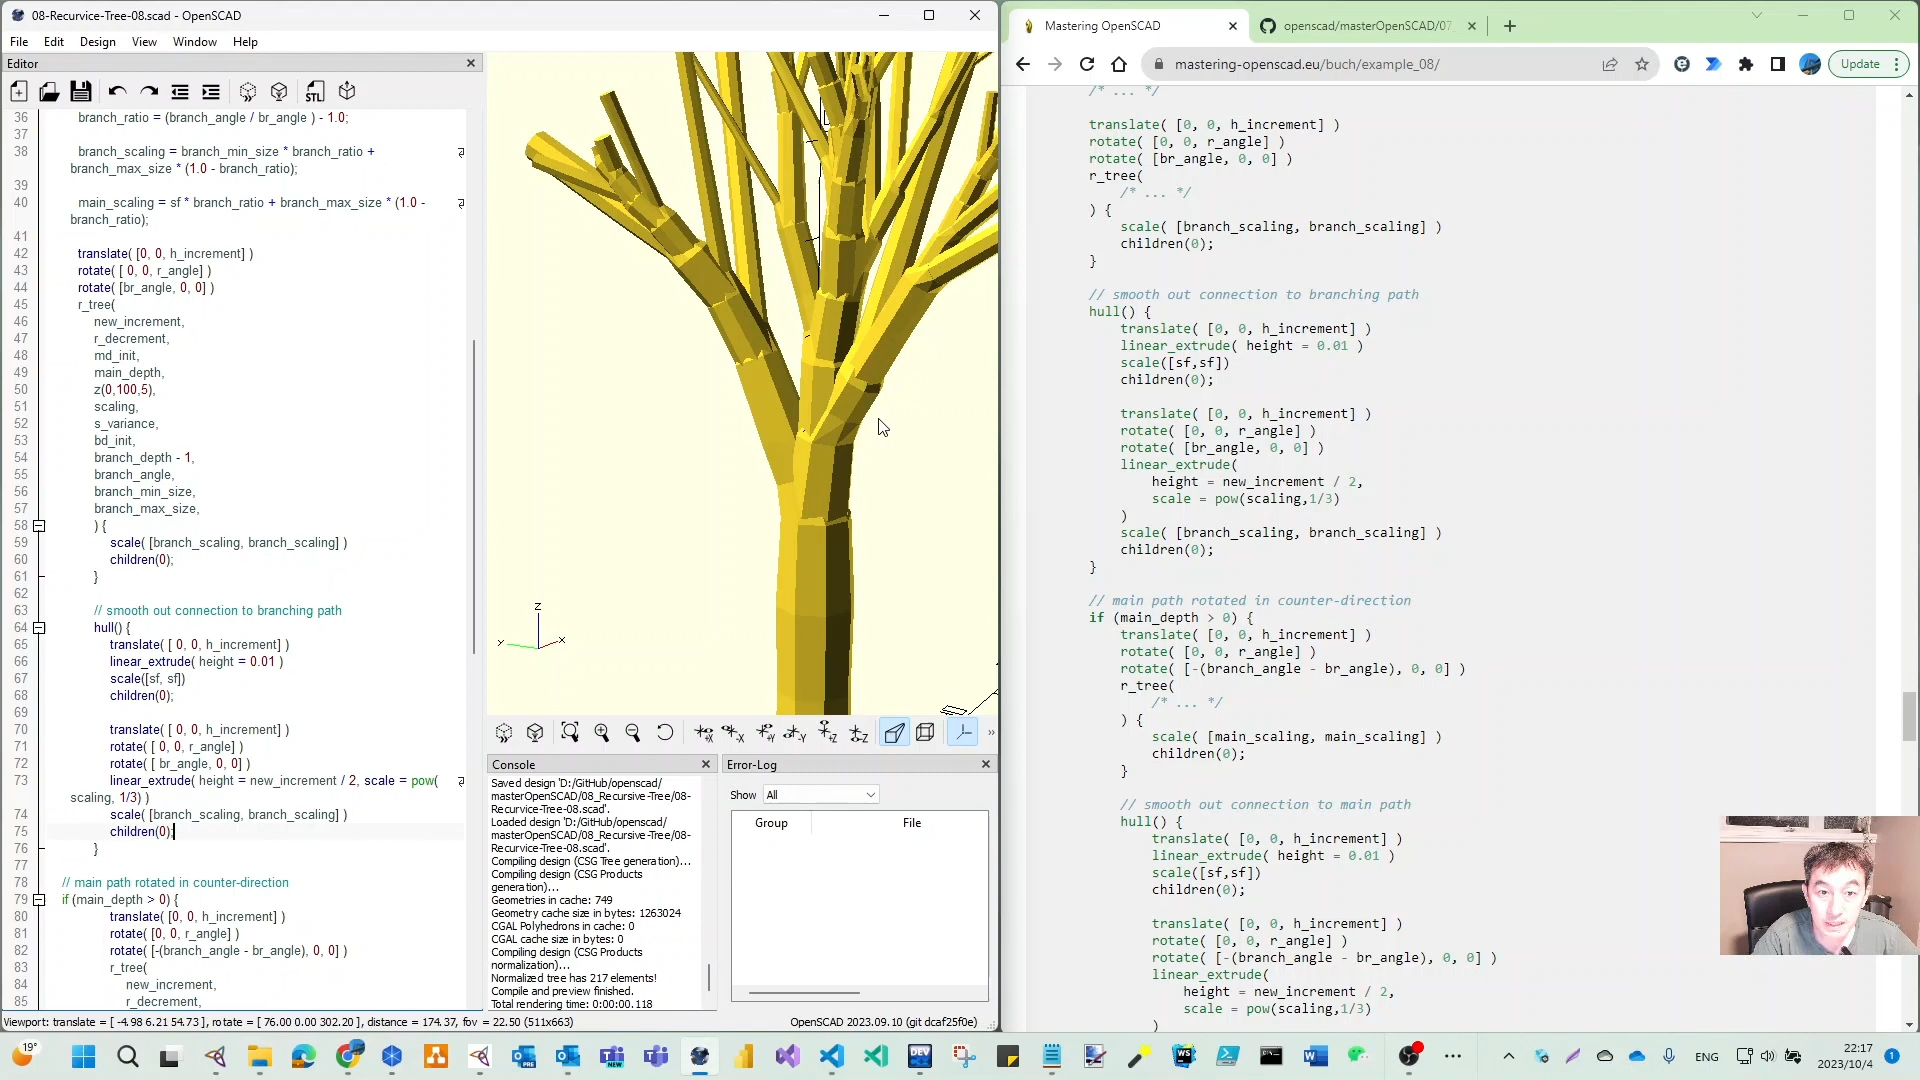 08-Recurvice-Tree-08.scad - OpenSCAD
File Edit Design View Window Help
Editor
STL
36 branch_ratio = (branch_angle / br_angle ) - 1.0;
37
38 branch_scaling = branch_min_size * branch_ratio +
branch_max_size * (1.0 - branch_ratio);
39
40 main_scaling = sf * branch_ratio + branch_max_size * (1.0 -
branch_ratio);
41
42 translate( [0, 0, h_increment] )
43 rotate( [ 0, 0, r_angle] )
44 rotate( [br_angle, 0, 0] )
45 r_tree(
46 new_increment,
47 r_decrement,
48 md_init,
49 main_depth,
50 z(0,100,5),
51 scaling,
52 s_variance,
53 bd_init,
54 branch_depth - 1,
55 branch_angle,
56 branch_min_size,
57 branch_max_size,
58 ) {
59 scale( [branch_scaling, branch_scaling] )
60 children(0);
61 }
62
63 // smooth out connection to branching path
64 hull() {
65 translate( [ 0, 0, h_increment] )
66 linear_extrude( height = 0.01 )
67 scale([sf, sf])
68 children(0);
69
70 translate( [ 0, 0, h_increment] )
71 rotate( [ 0, 0, r_angle] )
72 rotate( [ br_angle, 0, 0] )
73 linear_extrude( height = new_increment / 2, scale = pow(
scaling, 1/3) )
74 scale( [branch_scaling, branch_scaling] )
75 children(0);
76 }
77
78 // main path rotated in counter-direction
79 if (main_depth > 0) {
80 translate( [0, 0, h_increment] )
81 rotate( [0, 0, r_angle] )
82 rotate( [-(branch_angle - br_angle), 0, 0] )
83 r_tree(
84 new_increment,
85 r_decrement,
z
y
x
Console
Saved design 'D:/GitHub/openscad/
masterOpenSCAD/08_Recursive-Tree/08-
Recurvice-Tree-08.scad'.
Loaded design 'D:/GitHub/openscad/
masterOpenSCAD/08_Recursive-Tree/08-
Recurvice-Tree-08.scad'.
Compiling design (CSG Tree generation)...
Compiling design (CSG Products
generation)...
Geometries in cache: 749
Geometry cache size in bytes: 1263024
CGAL Polyhedrons in cache: 0
CGAL cache size in bytes: 0
Compiling design (CSG Products
normalization)...
Normalized tree has 217 elements!
Compile and preview finished.
Total rendering time: 0:00:00.118
Error-Log
Show All
Group File
Viewport: translate = [ -4.98 6.21 54.73 ], rotate = [ 76.00 0.00 302.20 ], distance = 174.37, fov = 22.50 (511x663) OpenSCAD 2023.09.10 (git dcaf25f0e)
Mastering OpenSCAD
openscad/masterOpenSCAD/07_
mastering-openscad.eu/buch/example_08/
Update
/* ... */
translate( [0, 0, h_increment] )
rotate( [0, 0, r_angle] )
rotate( [br_angle, 0, 0] )
r_tree(
/* ... */
) {
scale( [branch_scaling, branch_scaling] )
children(0);
}
// smooth out connection to branching path
hull() {
translate( [0, 0, h_increment] )
linear_extrude( height = 0.01 )
scale([sf,sf])
children(0);
translate( [0, 0, h_increment] )
rotate( [0, 0, r_angle] )
rotate( [br_angle, 0, 0] )
linear_extrude(
height = new_increment / 2,
scale = pow(scaling,1/3)
)
scale( [branch_scaling, branch_scaling] )
children(0);
}
// main path rotated in counter-direction
if (main_depth > 0) {
translate( [0, 0, h_increment] )
rotate( [0, 0, r_angle] )
rotate( [-(branch_angle - br_angle), 0, 0] )
r_tree(
/* ... */
) {
scale( [main_scaling, main_scaling] )
children(0);
}
// smooth out connection to main path
hull() {
translate( [0, 0, h_increment] )
linear_extrude( height = 0.01 )
scale([sf,sf])
children(0);
translate( [0, 0, h_increment] )
rotate( [0, 0, r_angle] )
rotate( [-(branch_angle - br_angle), 0, 0] )
linear_extrude(
height = new_increment / 2,
scale = pow(scaling,1/3)
)
19°
ENG
22:17
2023/10/4
1